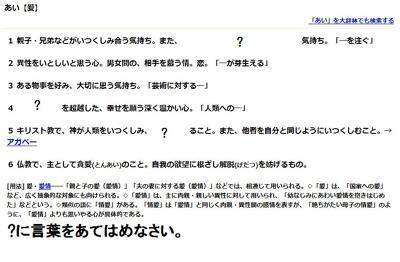 あい【愛】
「あい」を大辞林でも検索する
1 親子・兄弟などがいつくしみ合う気持ち。また、 ? 気持ち。「―を注ぐ」
2 異性をいとしいと思う心。男女間の、相手を慕う情。恋。「―が芽生える」
3 ある物事を好み、大切に思う気持ち。「芸術に対する―」
4 ? を超越した、幸せを願う深く温かい心。「人類への―」
5 キリスト教で、神が人類をいつくしみ、 ? ること。また、他者を自分と同じようにいつくしむこと。→
アガペー
6 仏教で、主として貪愛(とんあい)のこと。自我の欲望に根ざし解脱(げだつ)を妨げるもの。
[用法] 愛・愛情――「親と子の愛(愛情)」「夫の妻に対する愛(愛情)」などでは、相通じて用いられる。◇「愛」は、「国家への愛」
など、広く抽象的な対象にも向けられる。◇「愛情」は、主に肉親・親しい異性に対して用いられ、「幼なじみにあわい愛情を抱きはじめ
た」などという。◇類似の語に「情愛」がある。「情愛」は「愛情」と同じく肉親・異性間の感情を表すが、「絶ちがたい母子の情愛」のよう
に、「愛情」よりも思いやる心が具体的である。
?に言葉をあてはめなさい。